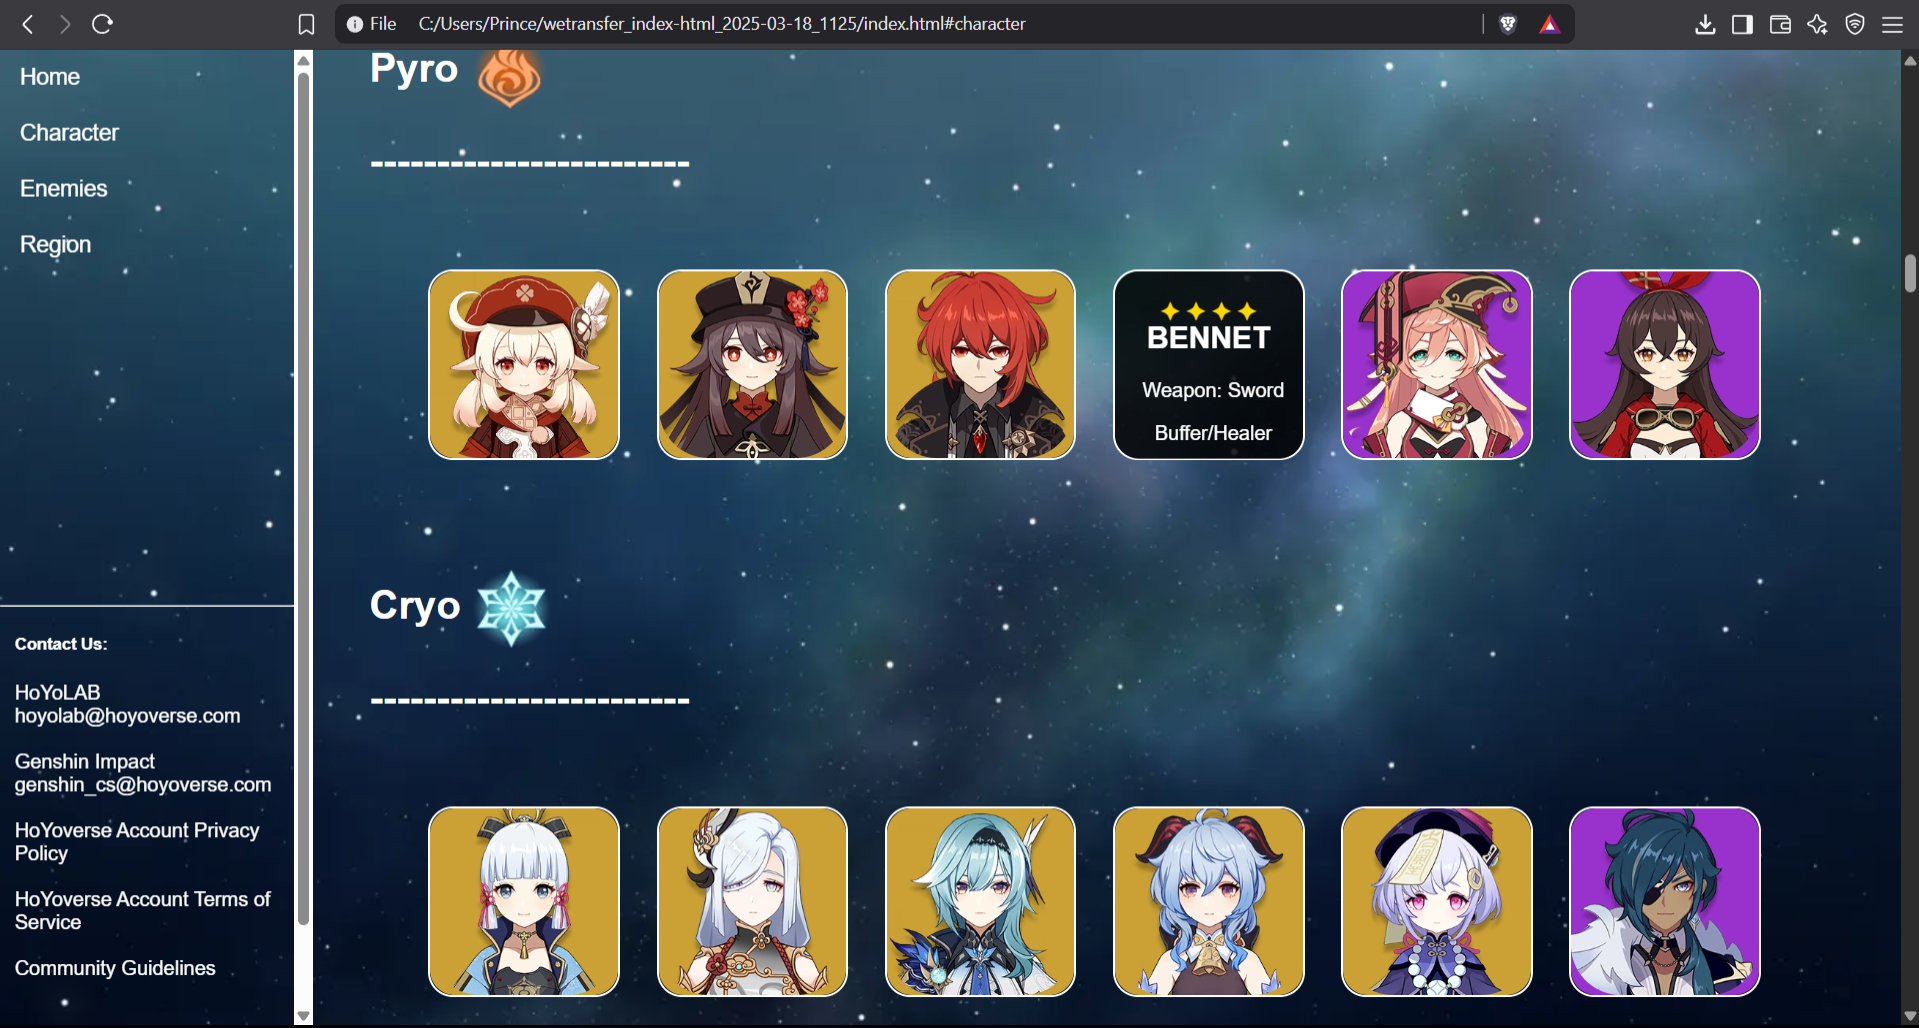 File C:/Users/Prince/wetransfer_index-html_2025-03-18_1125/index.html#character
Home
Character
Enemies
Region
Contact Us:
HoYoLAB
hoyolab@hoyoverse.com
Genshin Impact
genshin_cs@hoyoverse.com
HoYoverse Account Privacy
Policy
HoYoverse Account Terms of
Service
Community Guidelines
Pyro
------------------------
BENNET
Weapon: Sword
Buffer/Healer
Cryo
------------------------